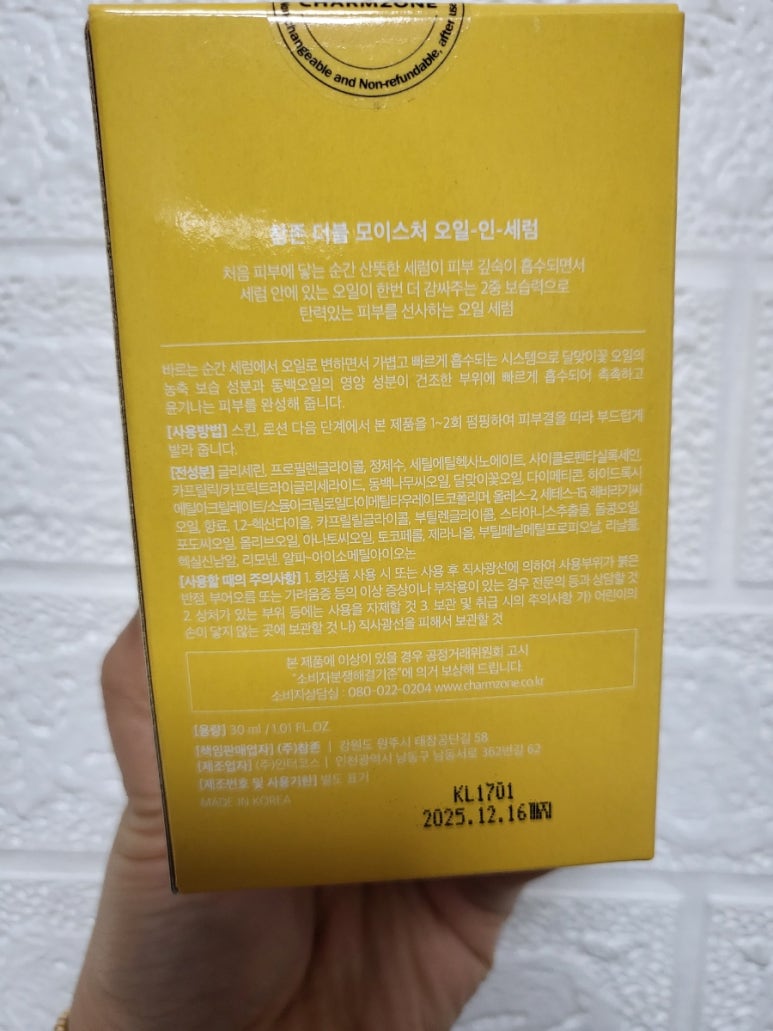 CHARMZONE
changeable and Non-refundable, after us
참존 더블 모이스처 오일-인-세럼
처음 피부에 닿는 순간 산뜻한 세럼이 피부 깊숙이 흡수되면서
세럼 안에 있는 오일이 한번 더 감싸주는 2중 보습력으로
탄력있는 피부를 선사하는 오일 세럼
바르는 순간 세럼에서 오일로 변하면서 가볍고 빠르게 흡수되는 시스템으로 달맞이꽃 오일의
농축 보습 성분과 동백오일의 영양 성분이 건조한 부위에 빠르게 흡수되어 촉촉하고
윤기나는 피부를 완성해 줍니다.
[사용방법] 스킨, 로션 다음 단계에서 본 제품을 1~2회 펌핑하여 피부결을 따라 부드럽게
발라 줍니다.
[전성분] 글리세린, 프로필렌글라이콜, 정제수, 세틸에틸헥사노에이트, 사이클로펜타실록세인,
카프릴릭/카프릭트라이글리세라이드, 동백나무씨오일, 달맞이꽃오일, 다이메티콘, 하이드록시
에틸아크릴레이트/소듐아크릴로일다이메틸타우레이트코폴리머, 올레스-2, 세테스-15, 해바라기씨
오일, 향료, 1,2-헥산다이올, 카프릴릴글라이콜, 부틸렌글라이콜, 스타아니스추출물, 돌콩오일,
포도씨오일, 올리브오일, 아나토씨오일, 토코페롤, 제라니올, 부틸페닐메틸프로피오날, 리날룰,
헥실신남알, 리모넨, 알파-아이소메틸아이오논
[사용할 때의 주의사항] 1. 화장품 사용 시 또는 사용 후 직사광선에 의하여 사용부위가 붉은
반점, 부어오름 또는 가려움증 등의 이상 증상이나 부작용이 있는 경우 전문의 등과 상담할 것
2. 상처가 있는 부위 등에는 사용을 자제할 것 3. 보관 및 취급 시의 주의사항 가) 어린이의
손이 닿지 않는 곳에 보관할 것 나) 직사광선을 피해서 보관할 것
본 제품에 이상이 있을 경우 공정거래위원회 고시
"소비자분쟁해결기준"에 의거 보상해 드립니다.
소비자상담실 : 080-022-0204 www.charmzone.co.kr
[용량] 30 ml / 1.01 FL.OZ.
[책임판매업자] (주)참존 | 강원도 원주시 태장공단길 58
[제조업자] (주)인터코스 | 인천광역시 남동구 남동서로 362번길 62
[제조번호 및 사용기한] 별도 표기
MADE IN KOREA
KL1701
2025.12.16까지